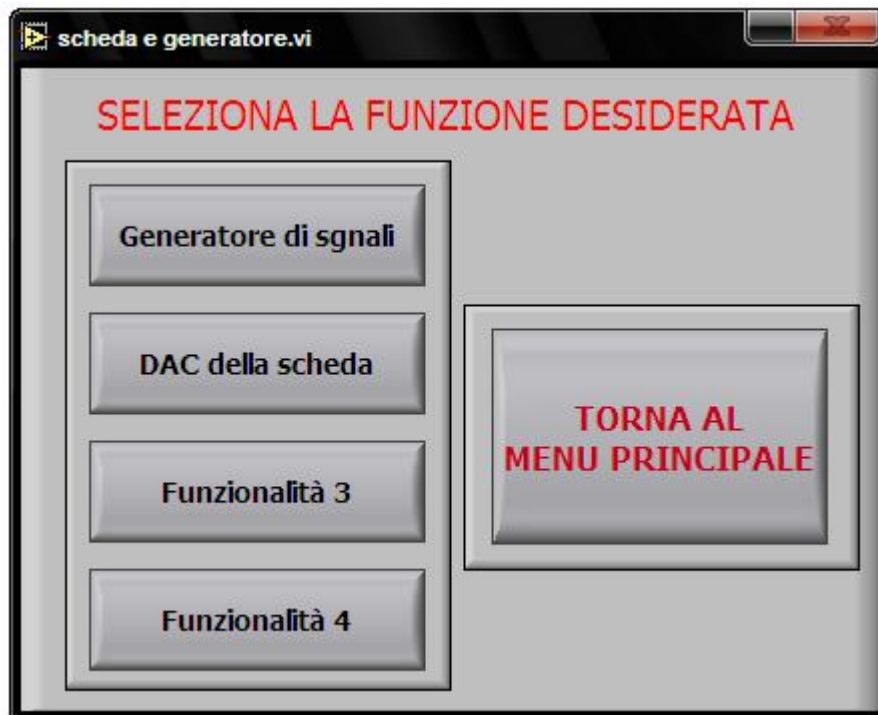 scheda e generatore.vi
SELEZIONA LA FUNZIONE DESIDERATA
Generatore di sgnali
DAC della scheda
Funzionalità 3
Funzionalità 4
TORNA AL
MENU PRINCIPALE